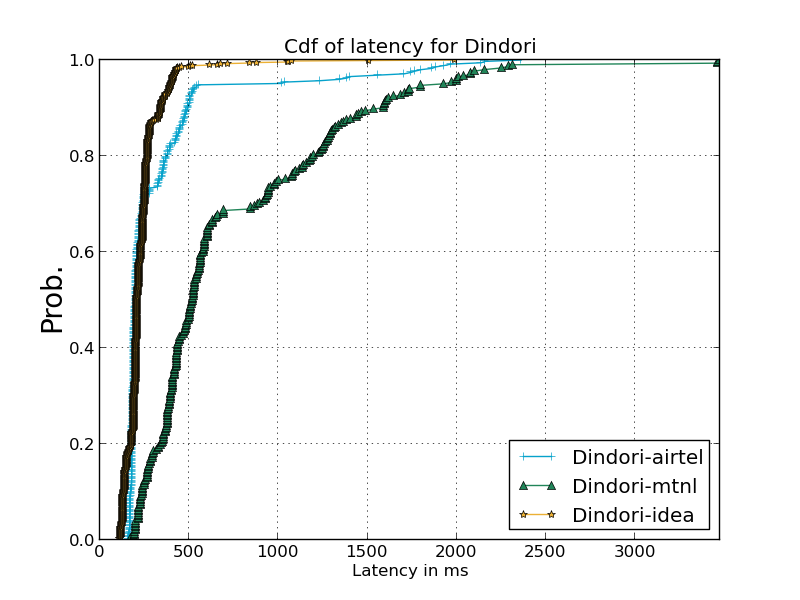 Cdf of latency for Dindori
Prob.
1.0
0.8
0.6
0.4
0.2
0.0
0 500 1000 1500 2000 2500 3000
Latency in ms
Dindori-airtel
Dindori-mtnl
Dindori-idea